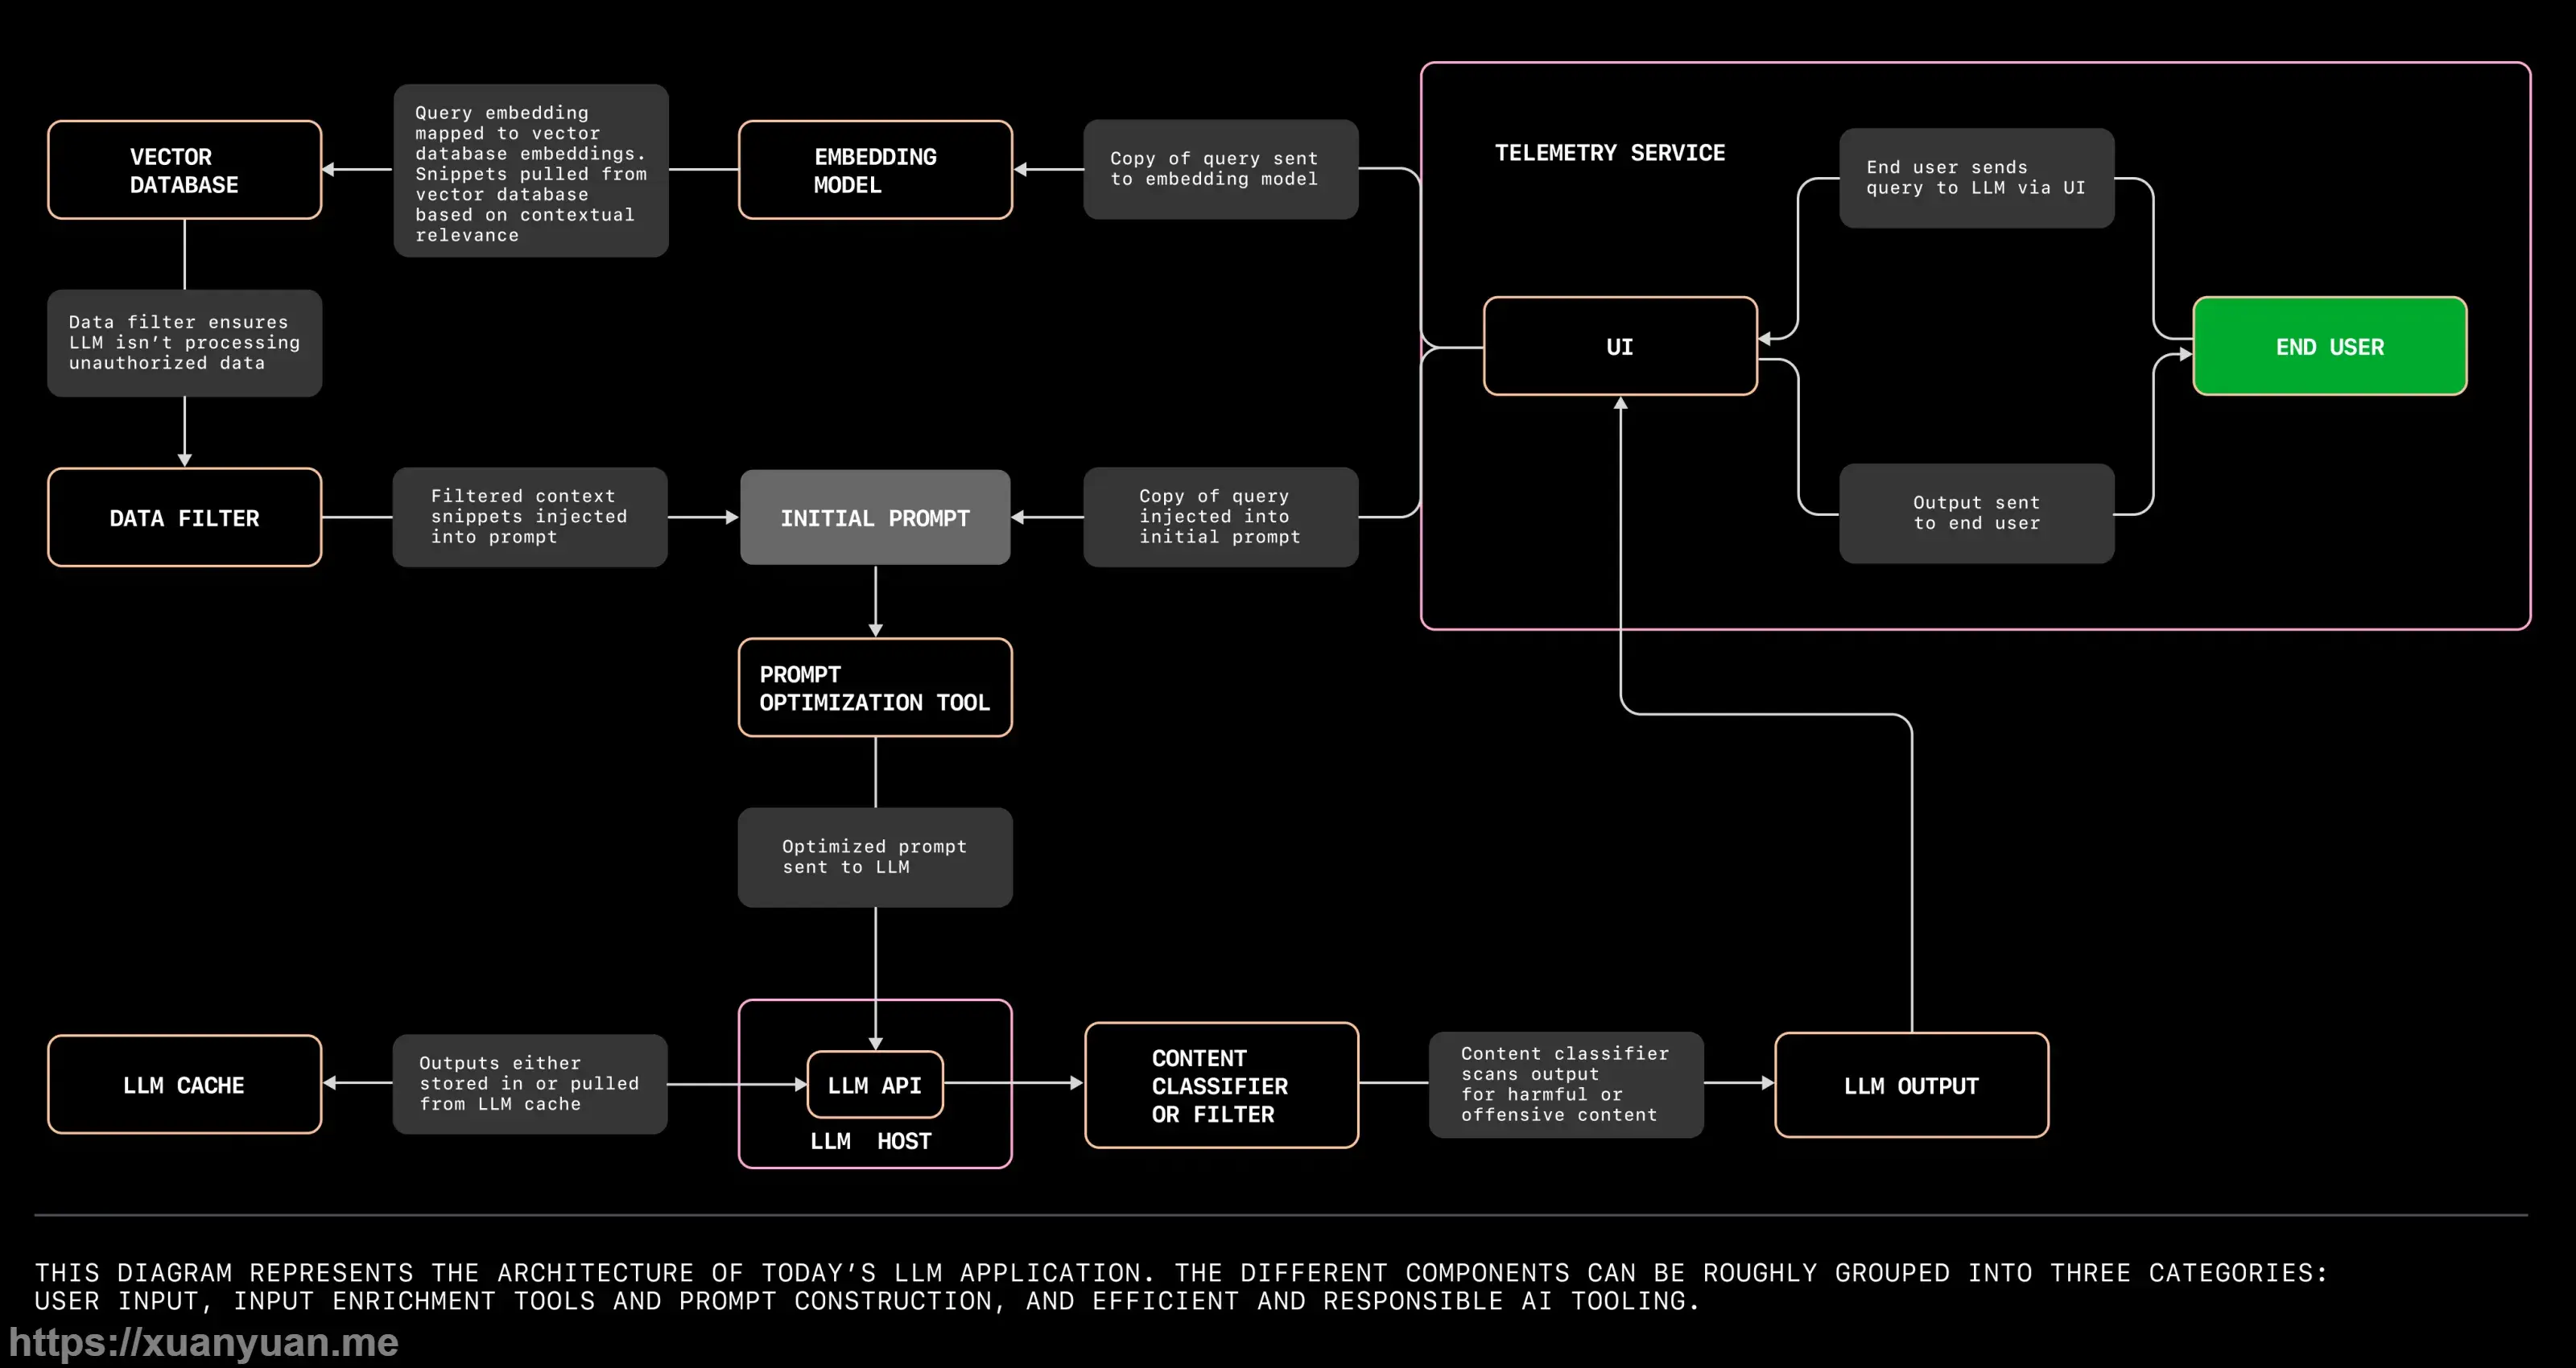 VECTOR
DATABASE
Query embedding
mapped to vector
database embeddings.
Snippets pulled from
vector database
based on contextual
relevance
EMBEDDING
MODEL
Copy of query sent
to embedding model
TELEMETRY SERVICE
End user sends
query to LLM via UI
UI
END USER
Output sent
to end user
Data filter ensures
LLM isn’t processing
unauthorized data
DATA FILTER
Filtered context
snippets injected
into prompt
INITIAL PROMPT
Copy of query
injected into
initial prompt
PROMPT
OPTIMIZATION TOOL
Optimized prompt
sent to LLM
LLM CACHE
Outputs either
stored in or pulled
from LLM cache
LLM API
LLM HOST
CONTENT
CLASSIFIER
OR FILTER
Content classifier
scans output
for harmful or
offensive content
LLM OUTPUT
THIS DIAGRAM REPRESENTS THE ARCHITECTURE OF TODAY’S LLM APPLICATION. THE DIFFERENT COMPONENTS CAN BE ROUGHLY GROUPED INTO THREE CATEGORIES:
USER INPUT, INPUT ENRICHMENT TOOLS AND PROMPT CONSTRUCTION, AND EFFICIENT AND RESPONSIBLE AI TOOLING.
https://xuanyuan.me